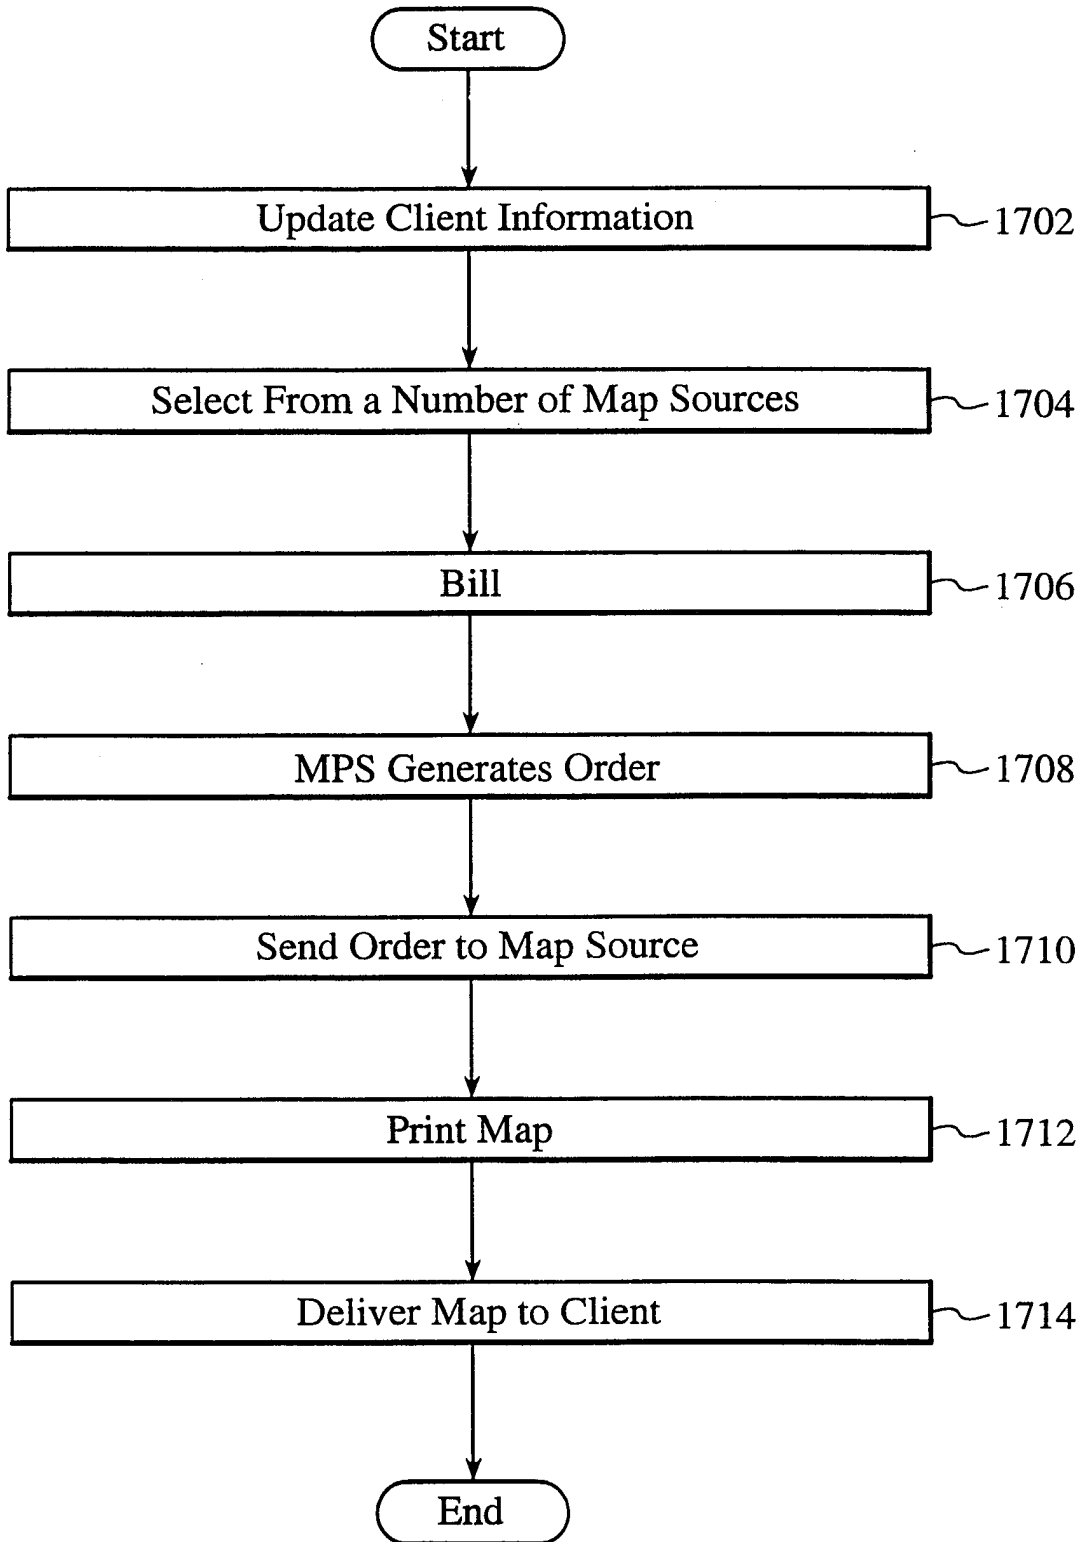 Start
Update Client Information 1702
Select From a Number of Map Sources 1704
Bill 1706
MPS Generates Order 1708
Send Order to Map Source 1710
Print Map 1712
Deliver Map to Client 1714
End